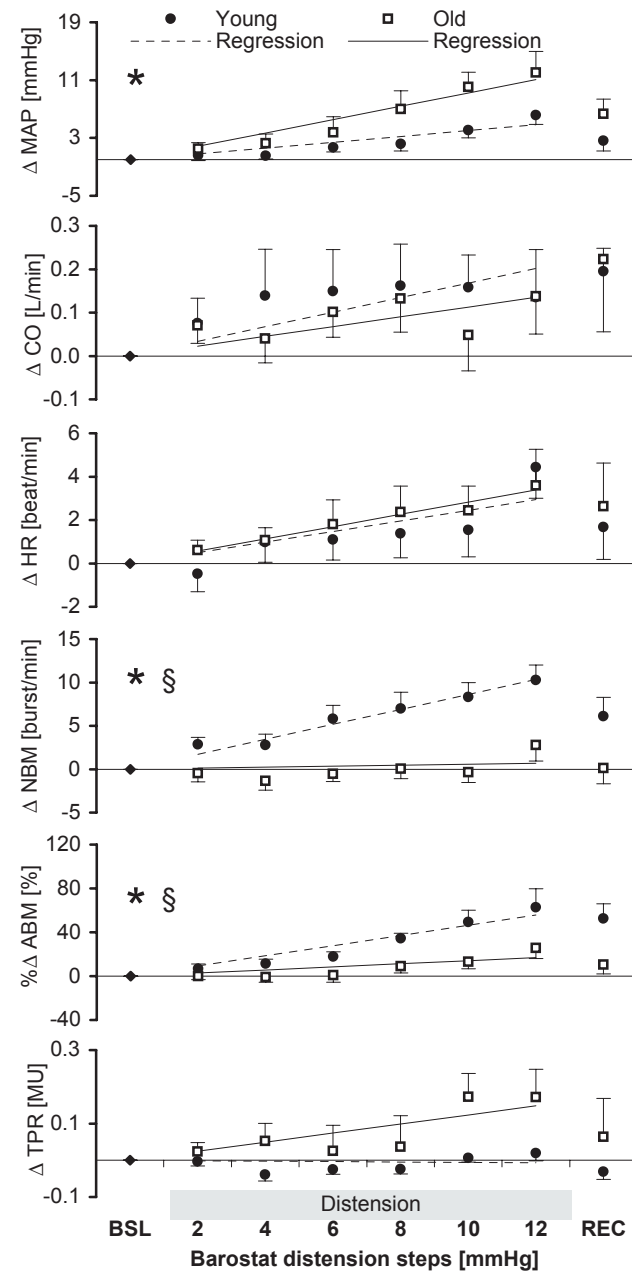 Young Old
Regression Regression
19
11
3
-5
Δ MAP [mmHg]
*
0.3
0.2
0.1
0.0
-0.1
Δ CO [L/min]
6
4
2
0
-2
Δ HR [beat/min]
15
10
5
0
-5
Δ NBM [burst/min]
* §
120
80
40
0
-40
%Δ ABM [%]
* §
0.3
0.1
-0.1
Δ TPR [MU]
Distension
BSL 2 4 6 8 10 12 REC
Barostat distension steps [mmHg]